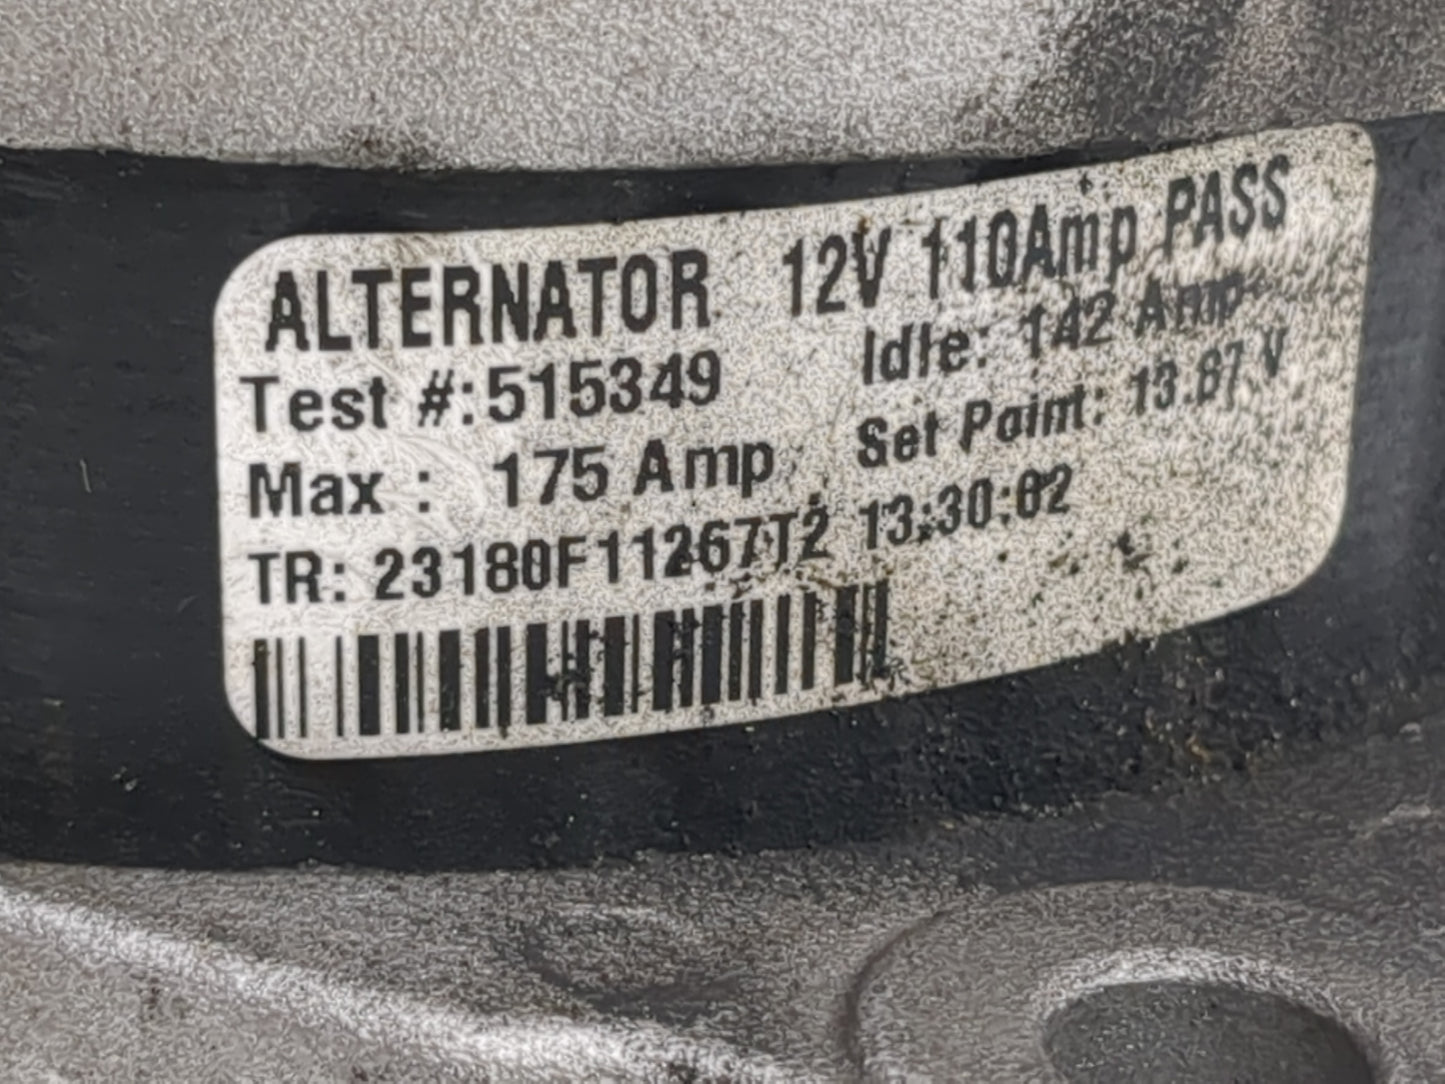 ALTERNATOR 12V 110Amp PASS
Test #:515349 Idle: 142 Amp
Max : 175 Amp Set Point: 13.67 V
TR: 23180F11267T2 13:30:02